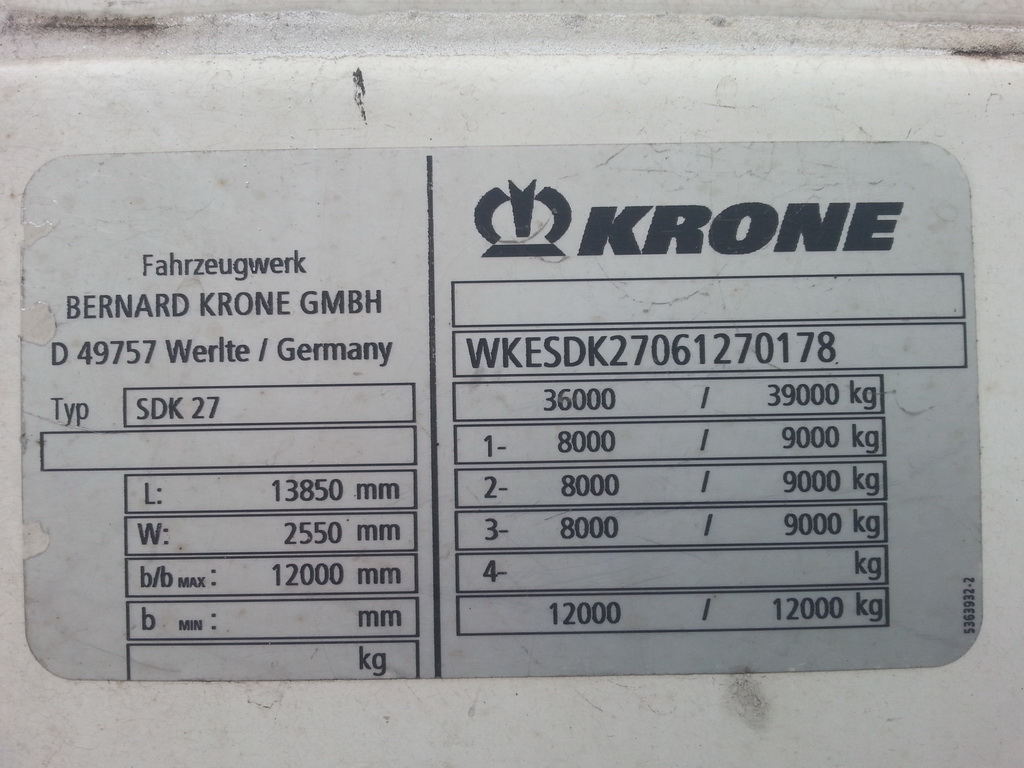 Fahrzeugwerk
BERNARD KRONE GMBH
D 49757 Werlte / Germany
Typ SDK 27
L: 13850 mm
W: 2550 mm
b/b MAX : 12000 mm
b MIN : mm
kg
KRONE
WKESDK27061270178
36000 / 39000 kg
1- 8000 / 9000 kg
2- 8000 / 9000 kg
3- 8000 / 9000 kg
4- kg
12000 / 12000 kg
5363932-2